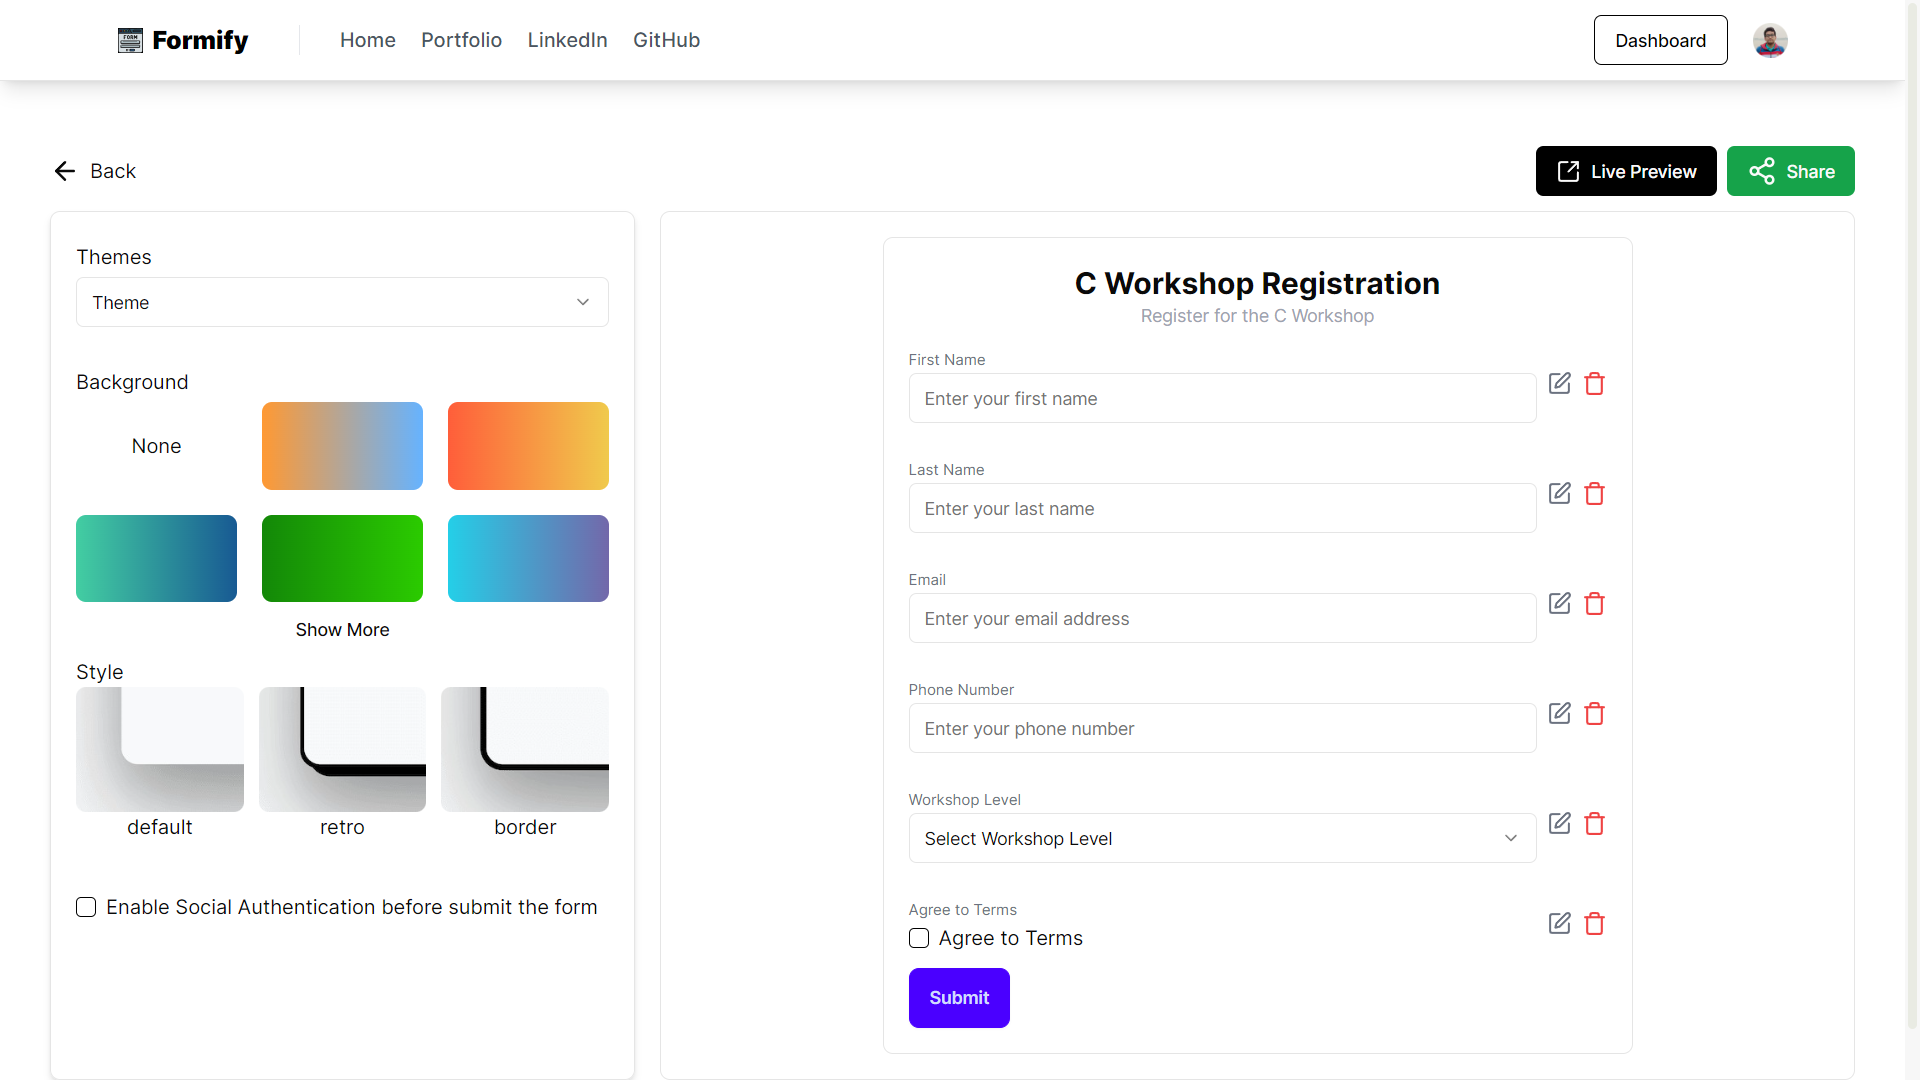 Formify
Home
Portfolio
LinkedIn
GitHub
Dashboard
Back
Live Preview
Share
Themes
Theme
Background
None
Show More
Style
default
retro
border
Enable Social Authentication before submit the form
C Workshop Registration
Register for the C Workshop
First Name
Enter your first name
Last Name
Enter your last name
Email
Enter your email address
Phone Number
Enter your phone number
Workshop Level
Select Workshop Level
Agree to Terms
Agree to Terms
Submit